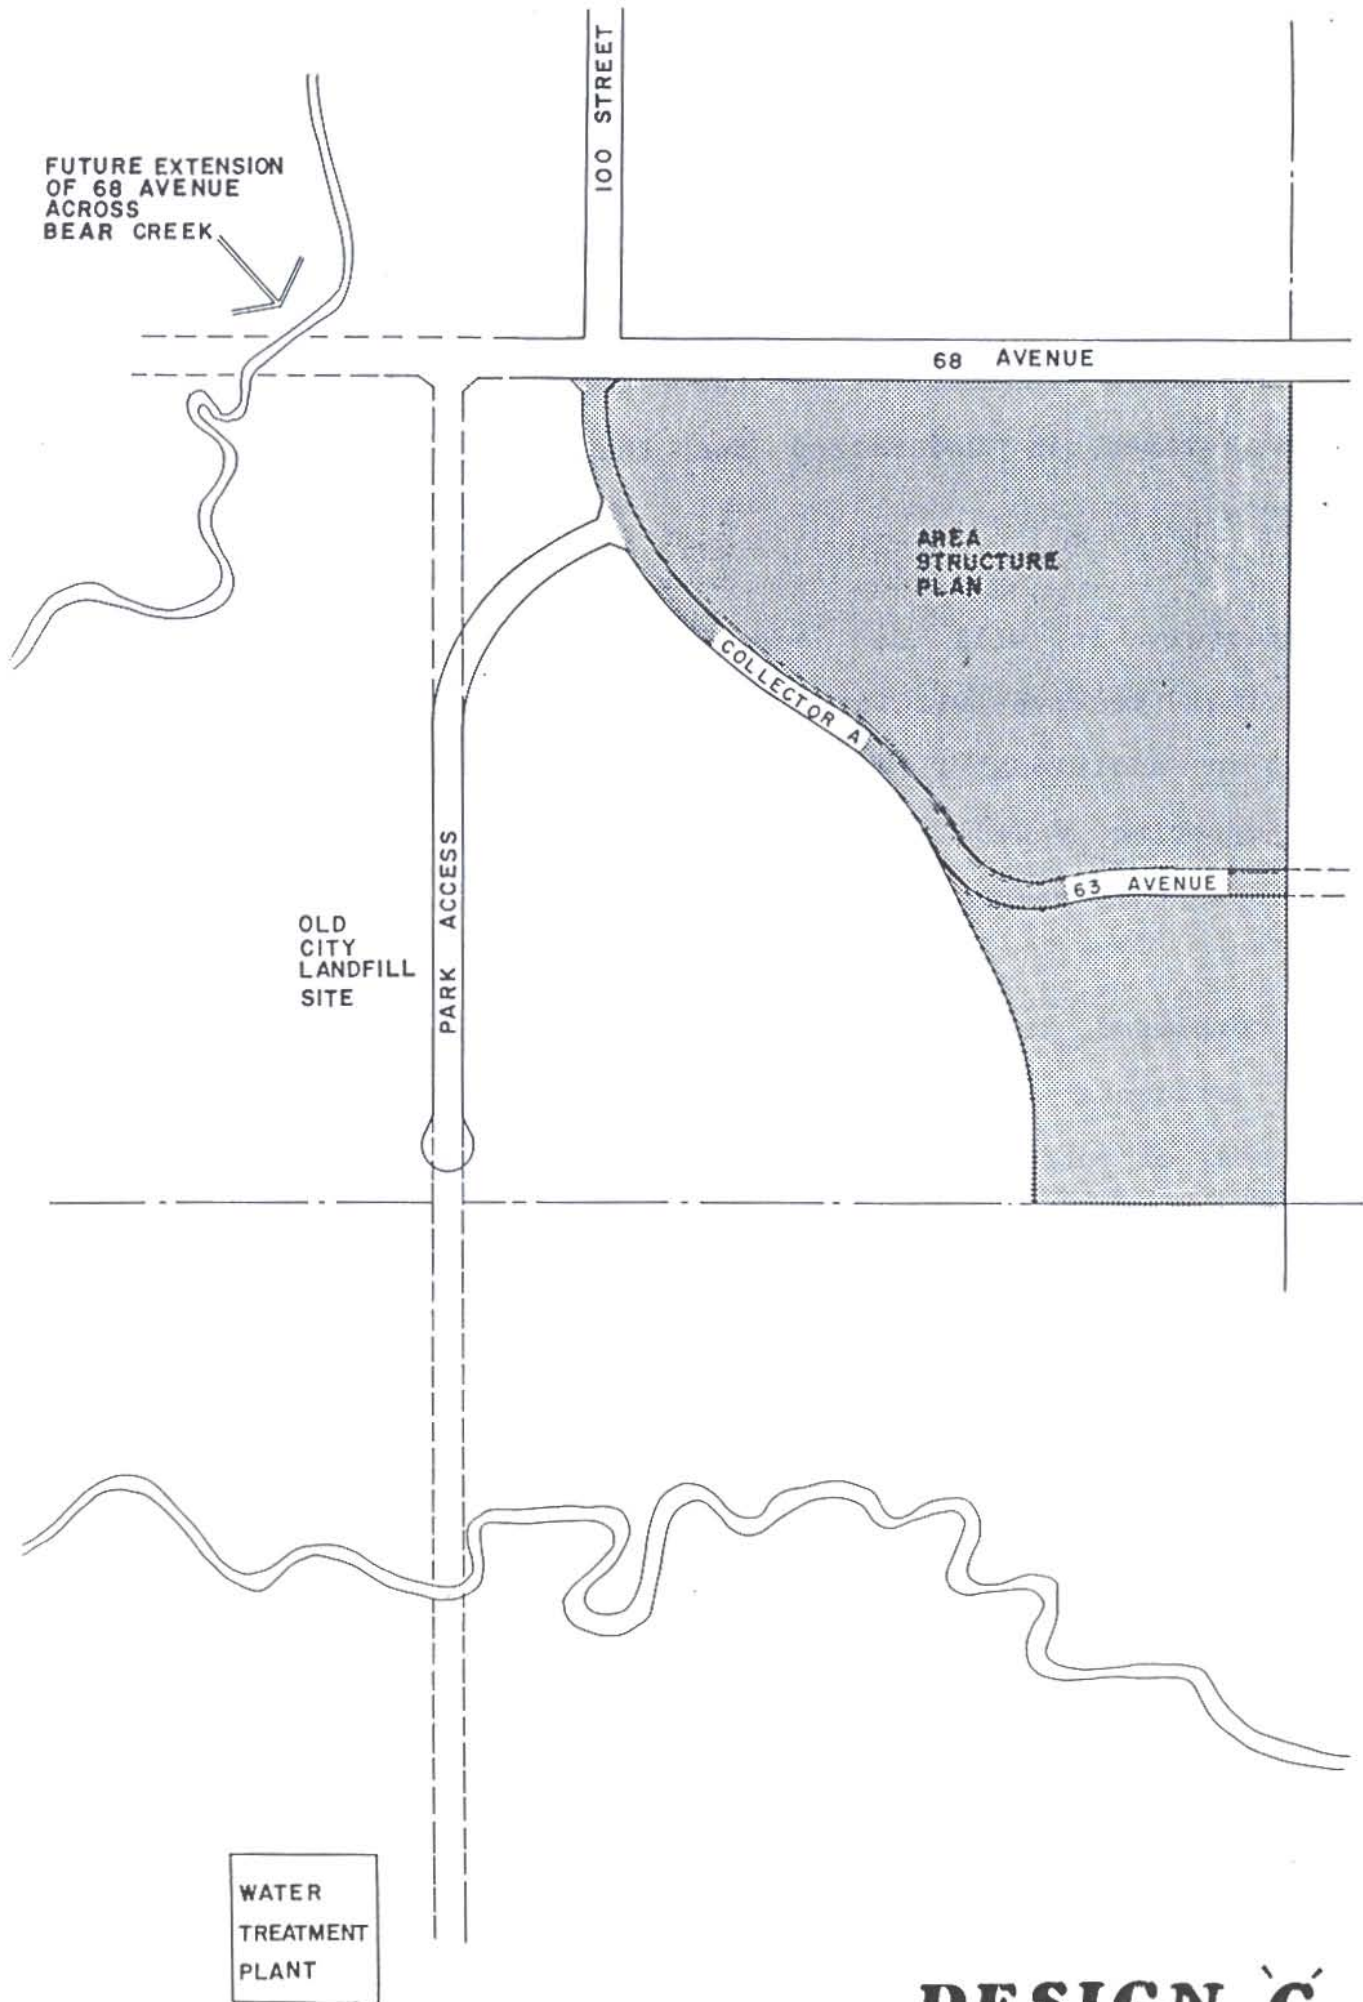 100 STREET
FUTURE EXTENSION
OF 68 AVENUE
ACROSS
BEAR CREEK
68 AVENUE
AREA
STRUCTURE
PLAN
COLLECTOR A
63 AVENUE
PARK ACCESS
OLD
CITY
LANDFILL
SITE
WATER
TREATMENT
PLANT
DESIGN 'C'